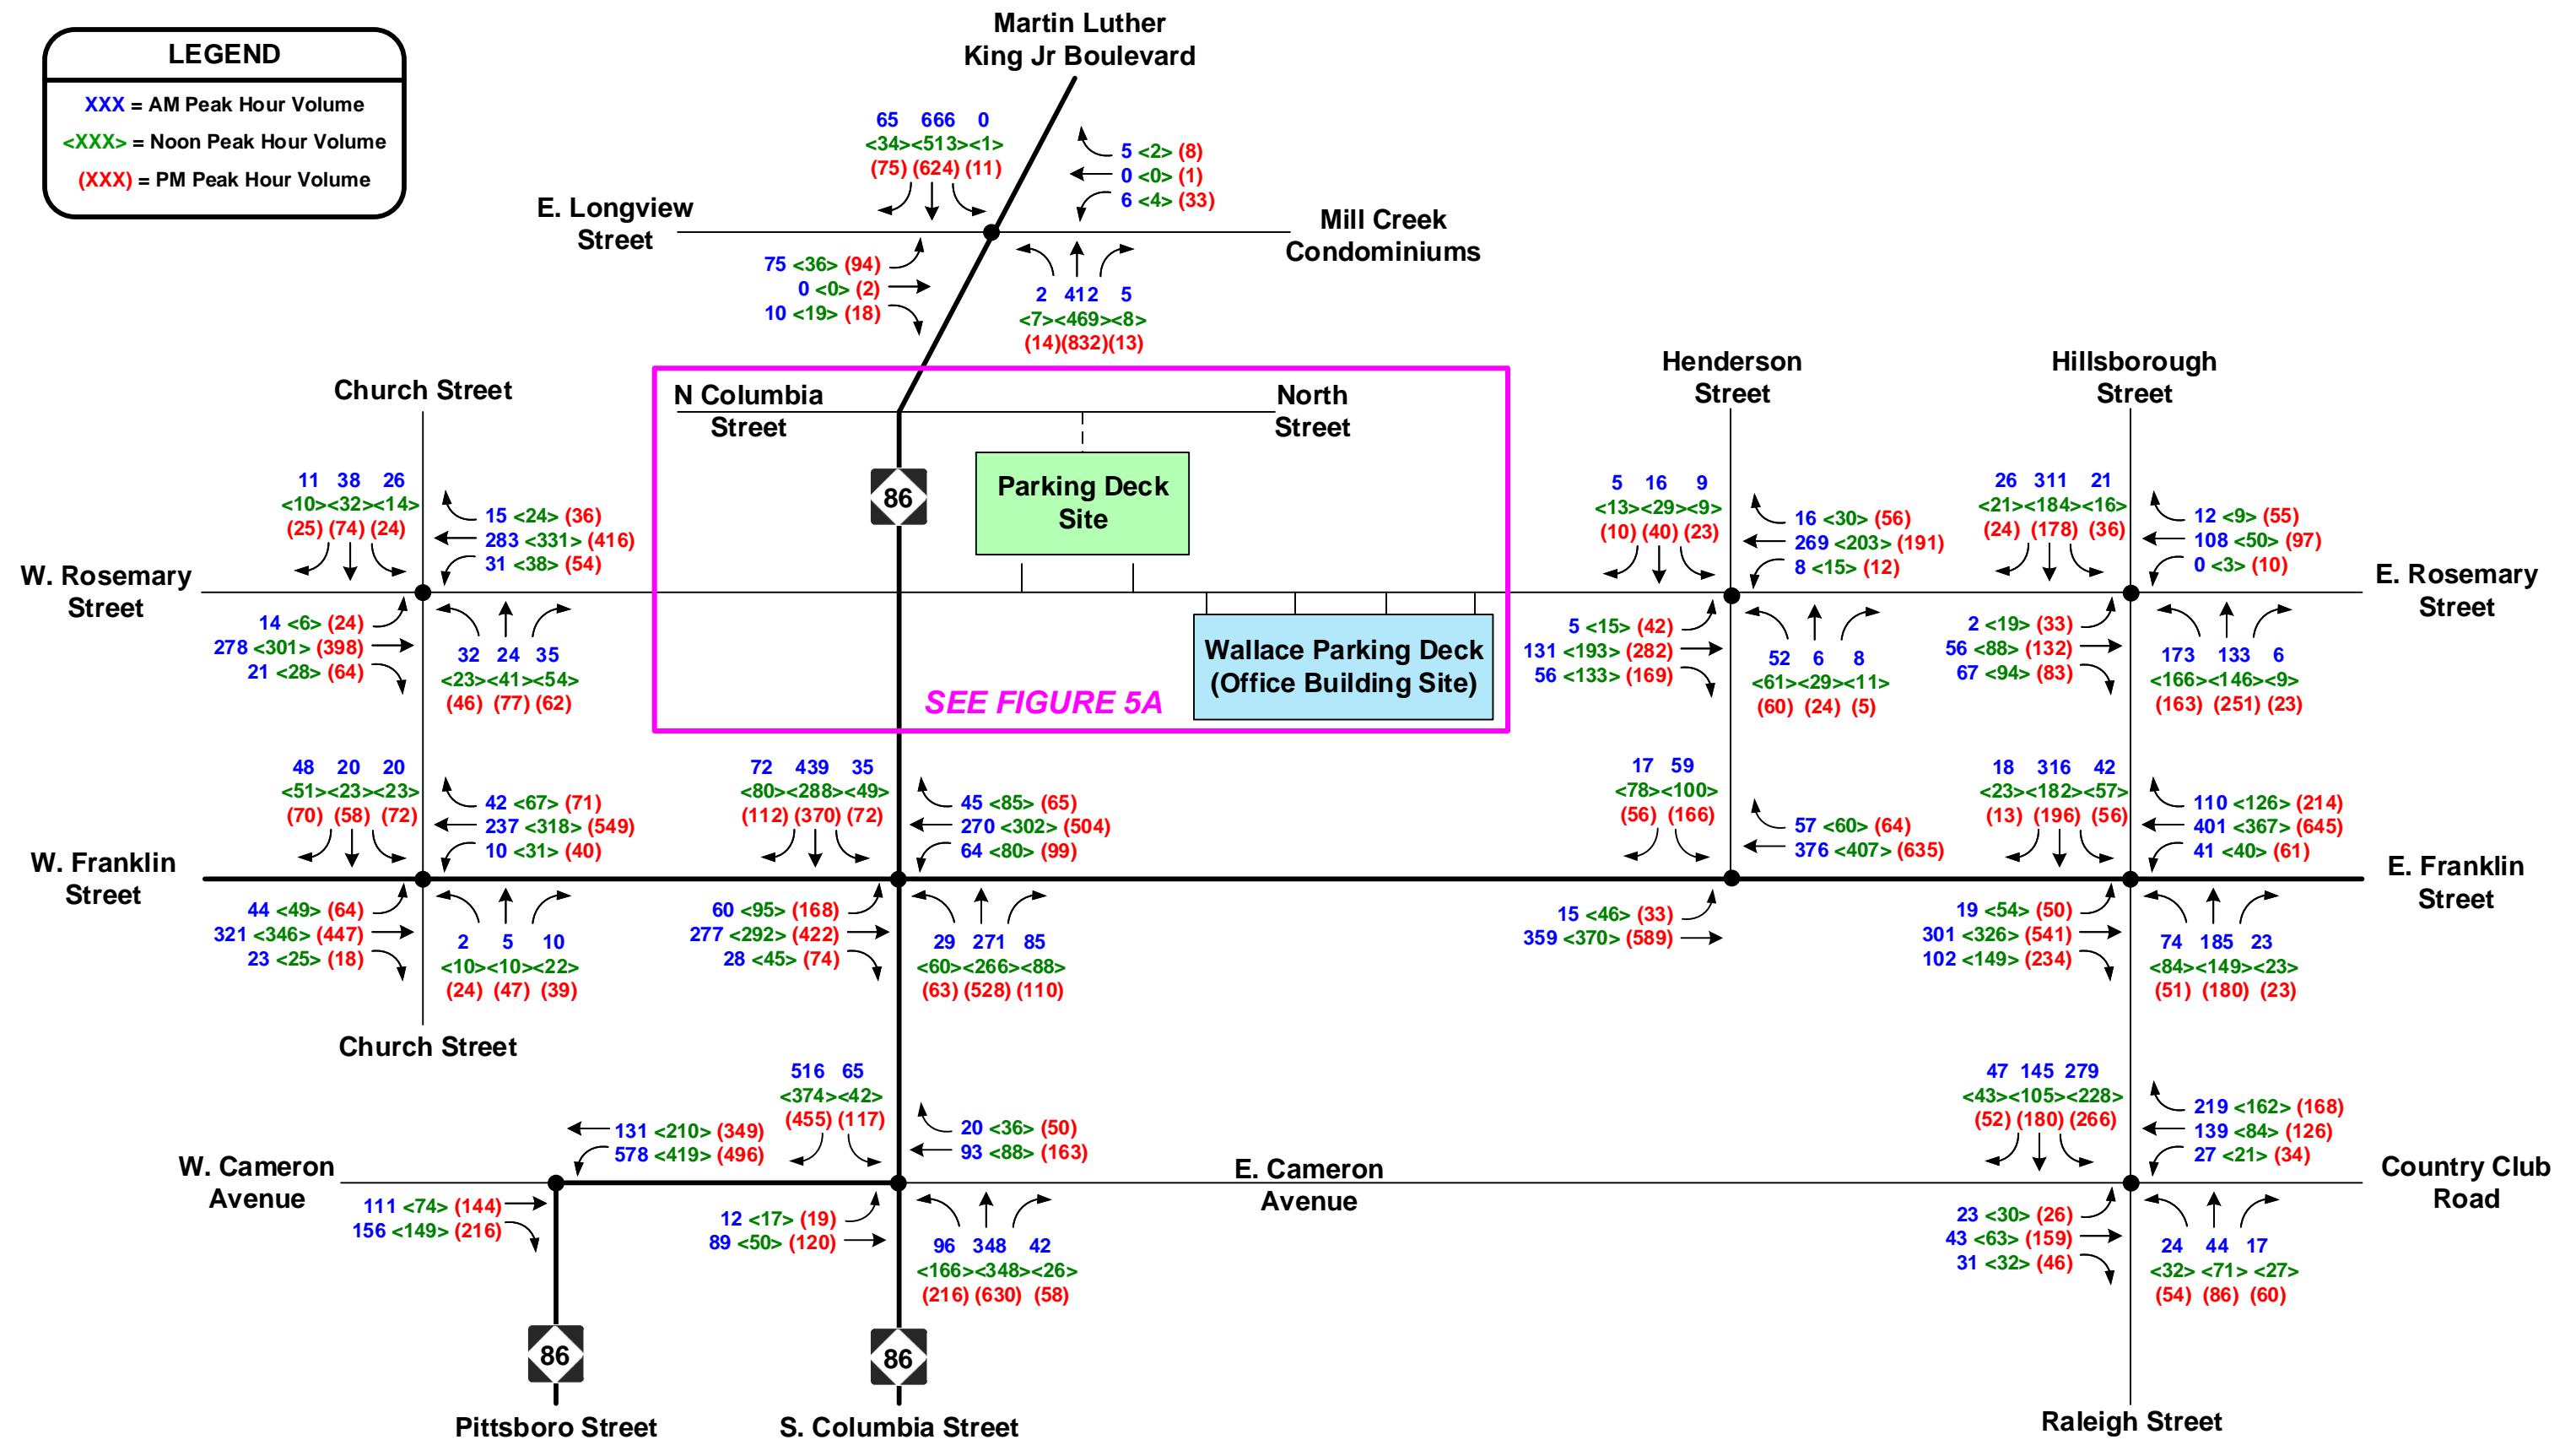 Martin Luther
King Jr Boulevard
LEGEND
XXX = AM Peak Hour Volume
<XXX> = Noon Peak Hour Volume
(XXX) = PM Peak Hour Volume
65 666 0
<34><513><1>
(75) (624) (11)
5 <2> (8)
0 <0> (1)
6 <4> (33)
E. Longview
Street
Mill Creek
Condominiums
75 <36> (94)
0 <0> (2)
10 <19> (18)
2 412 5
<7><469><8>
(14)(832)(13)
Church Street
N Columbia
Street
North
Street
Henderson
Street
Hillsborough
Street
86
Parking Deck
Site
11 38 26
<10><32><14>
(25) (74) (24)
15 <24> (36)
283 <331> (416)
31 <38> (54)
5 16 9
<13><29><9>
(10) (40) (23)
16 <30> (56)
269 <203> (191)
8 <15> (12)
26 311 21
<21><184><16>
(24) (178) (36)
12 <9> (55)
108 <50> (97)
0 <3> (10)
W. Rosemary
Street
E. Rosemary
Street
14 <6> (24)
278 <301> (398)
21 <28> (64)
32 24 35
<23><41><54>
(46) (77) (62)
Wallace Parking Deck
(Office Building Site)
SEE FIGURE 5A
5 <15> (42)
131 <193> (282)
56 <133> (169)
52 6 8
<61><29><11>
(60) (24) (5)
2 <19> (33)
56 <88> (132)
67 <94> (83)
173 133 6
<166><146><9>
(163) (251) (23)
48 20 20
<51><23><23>
(70) (58) (72)
42 <67> (71)
237 <318> (549)
10 <31> (40)
72 439 35
<80><288><49>
(112) (370) (72)
45 <85> (65)
270 <302> (504)
64 <80> (99)
17 59
<78><100>
(56) (166)
57 <60> (64)
376 <407> (635)
18 316 42
<23><182><57>
(13) (196) (56)
110 <126> (214)
401 <367> (645)
41 <40> (61)
W. Franklin
Street
E. Franklin
Street
44 <49> (64)
321 <346> (447)
23 <25> (18)
2 5 10
<10><10><22>
(24) (47) (39)
60 <95> (168)
277 <292> (422)
28 <45> (74)
29 271 85
<60><266><88>
(63) (528) (110)
15 <46> (33)
359 <370> (589)
19 <54> (50)
301 <326> (541)
102 <149> (234)
74 185 23
<84><149><23>
(51) (180) (23)
Church Street
516 65
<374><42>
(455) (117)
131 <210> (349)
578 <419> (496)
20 <36> (50)
93 <88> (163)
47 145 279
<43><105><228>
(52) (180) (266)
219 <162> (168)
139 <84> (126)
27 <21> (34)
W. Cameron
Avenue
E. Cameron
Avenue
Country Club
Road
111 <74> (144)
156 <149> (216)
12 <17> (19)
89 <50> (120)
96 348 42
<166><348><26>
(216) (630) (58)
23 <30> (26)
43 <63> (159)
31 <32> (46)
24 44 17
<32> <71> <27>
(54) (86) (60)
86
86
Pittsboro Street
S. Columbia Street
Raleigh Street